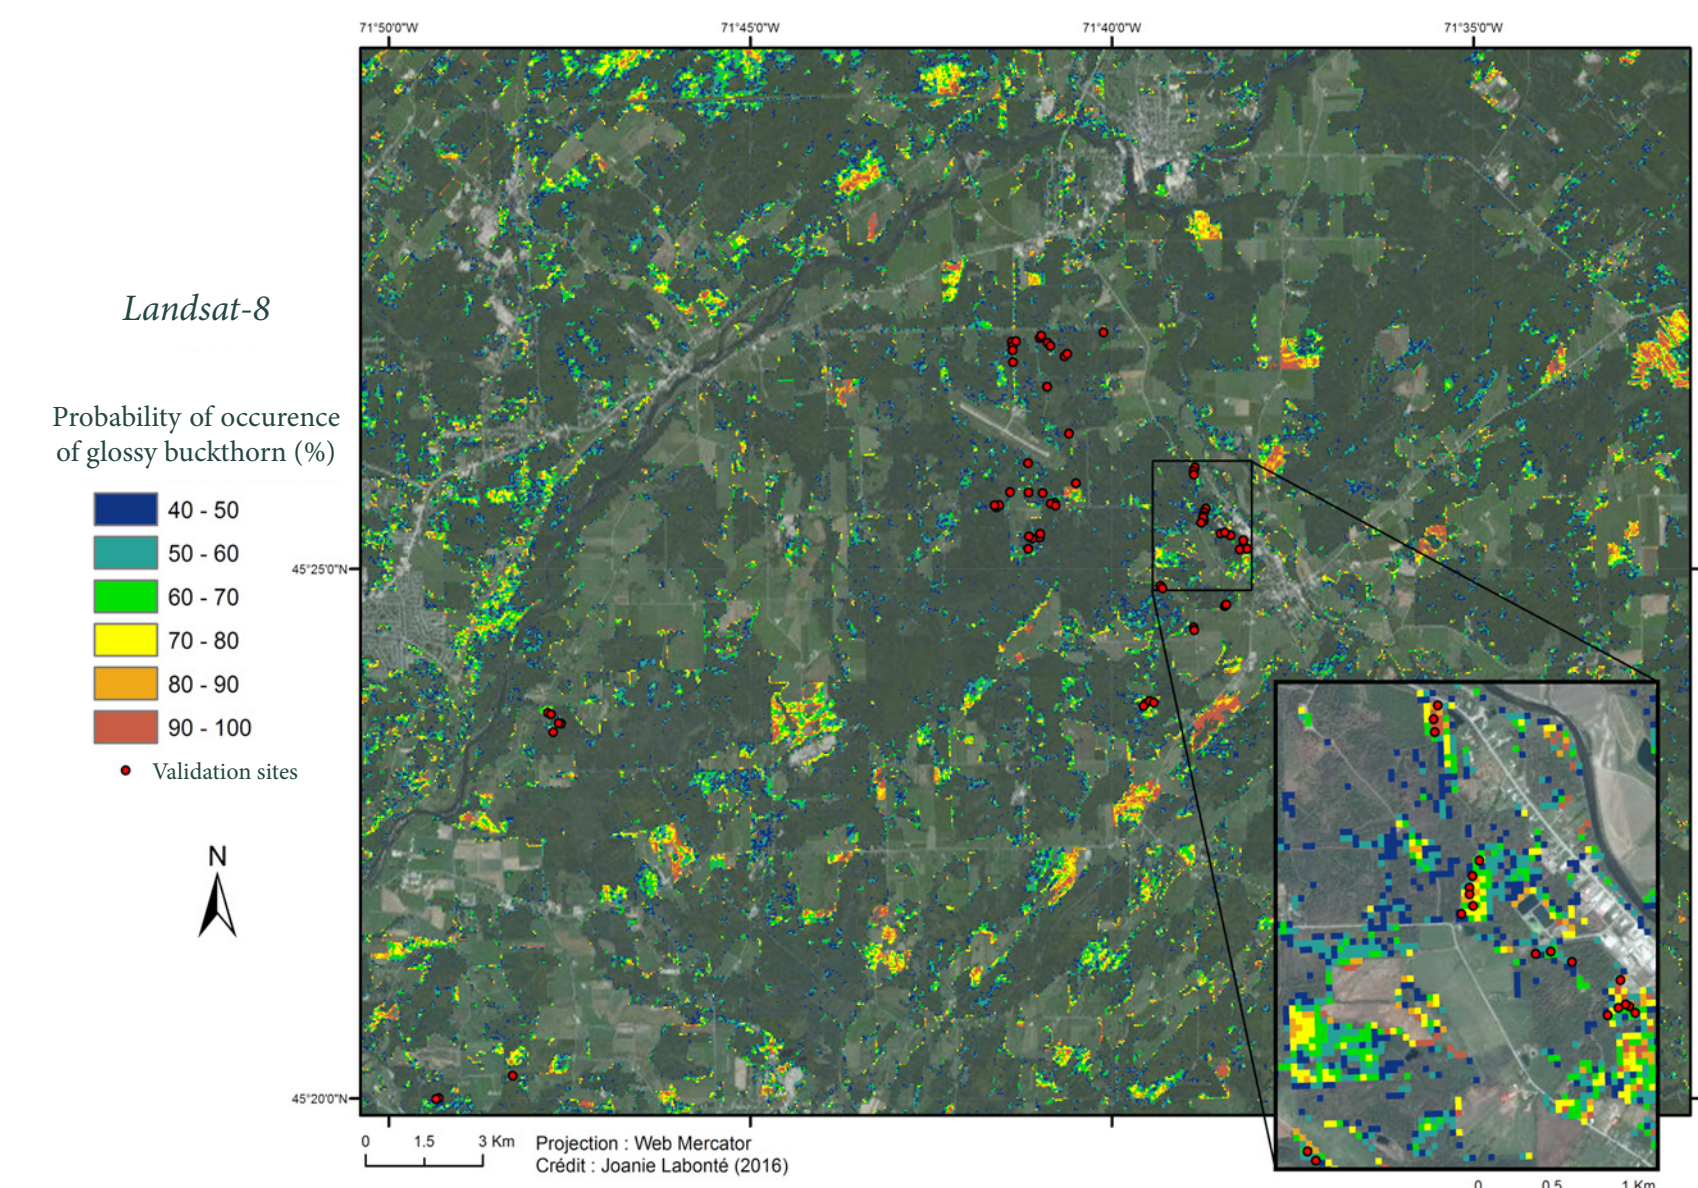 71°50'0"W
71°45'0"W
71°40'0"W
71°35'0"W
Landsat-8
Probability of occurence
of glossy buckthorn (%)
40 - 50
50 - 60
60 - 70
70 - 80
80 - 90
90 - 100
Validation sites
N
45°25'0"N
45°20'0"N
0 1.5 3 Km
Projection : Web Mercator
Crédit : Joanie Labonté (2016)
0 0.5 1 Km